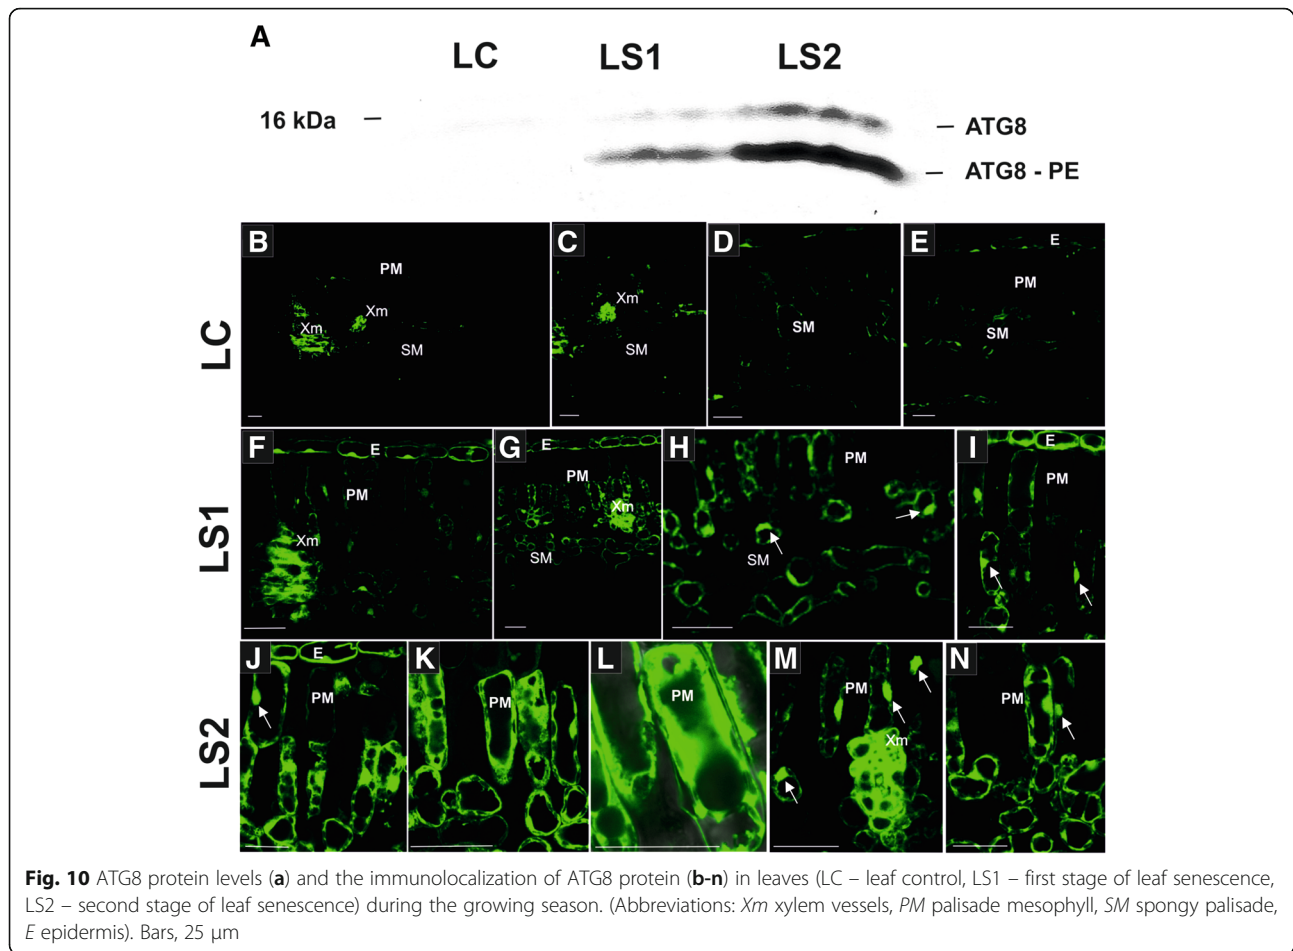 A
LC LS1 LS2
16 kDa — — ATG8
— ATG8 - PE
B PM Xm Xm SM
C Xm SM
D SM
E E PM SM
LC
F E PM Xm
G E PM Xm SM
H PM SM
I E PM
LS1
J E PM
K PM
L PM
M PM Xm
N PM
LS2
Fig. 10 ATG8 protein levels (a) and the immunolocalization of ATG8 protein (b-n) in leaves (LC – leaf control, LS1 – first stage of leaf senescence,
LS2 – second stage of leaf senescence) during the growing season. (Abbreviations: Xm xylem vessels, PM palisade mesophyll, SM spongy palisade,
E epidermis). Bars, 25 μm